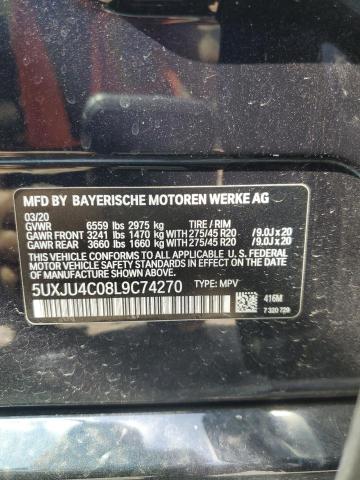 MFD BY BAYERISCHE MOTOREN WERKE AG
03/20
GVWR 6559 lbs 2975 kg TIRE / RIM
GAWR FRONT 3241 lbs 1470 kg WITH 275/45 R20 / 9.0J x 20
GAWR REAR 3660 lbs 1660 kg WITH 275/45 R20 / 9.0J x 20
THIS VEHICLE CONFORMS TO ALL APPLICABLE U. S. FEDERAL
MOTOR VEHICLE SAFETY STANDARDS IN EFFECT ON THE DATE OF
MANUFACTURE SHOWN ABOVE.
5UXJU4C08L9C74270 TYPE: MPV
416M
7 320 729